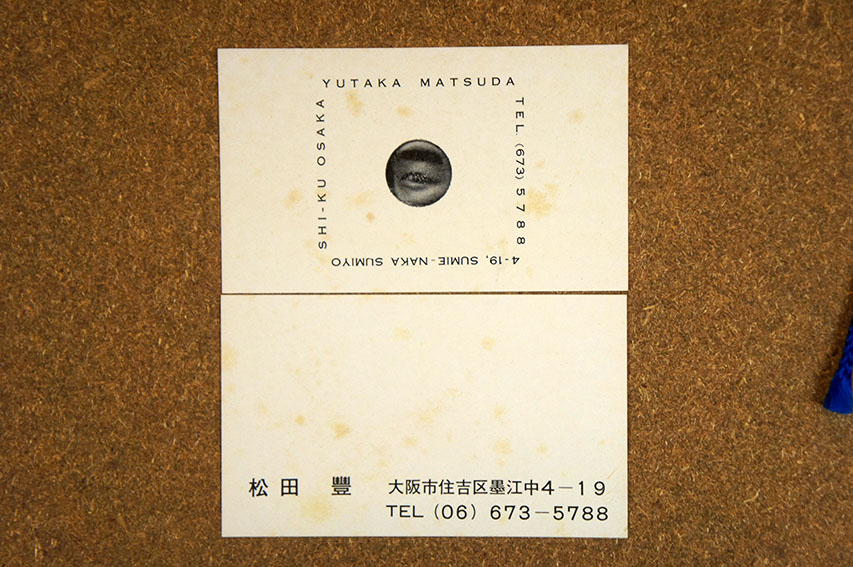 YUTAKA MATSUDA
TEL. (673) 5788
4-19, SUMIE-NAKA SUMIYO
SHI-KU OSAKA
松田 豐 大阪市住吉区墨江中4－19
TEL (06) 673－5788